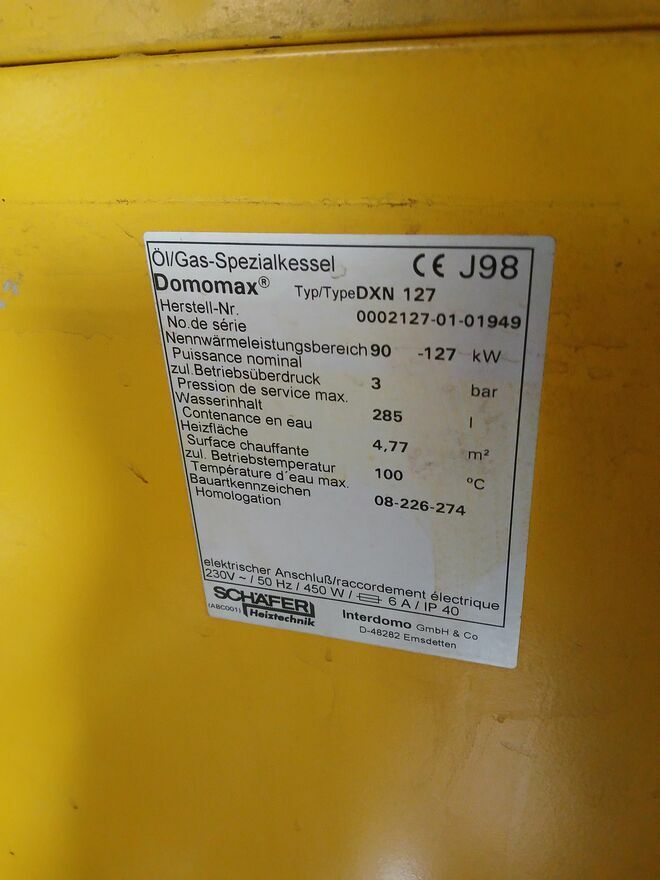 Öl/Gas-Spezialkessel CE J98
Domomax® Typ/Type DXN 127
Herstell-Nr.
No.de série 0002127-01-01949
Nennwärmeleistungsbereich 90 -127 kW
Puissance nominal
zul.Betriebsüberdruck 3 bar
Pression de service max.
Wasserinhalt 285 l
Contenance en eau
Heizfläche 4,77 m²
Surface chauffante
zul. Betriebstemperatur 100 °C
Température d´eau max.
Bauartkennzeichen 08-226-274
Homologation
elektrischer Anschluß/raccordement électrique
230V ~ / 50 Hz / 450 W / 6 A / IP 40
SCHÄFER Interdomo GmbH & Co
(ABC001) Heiztechnik D-48282 Emsdetten